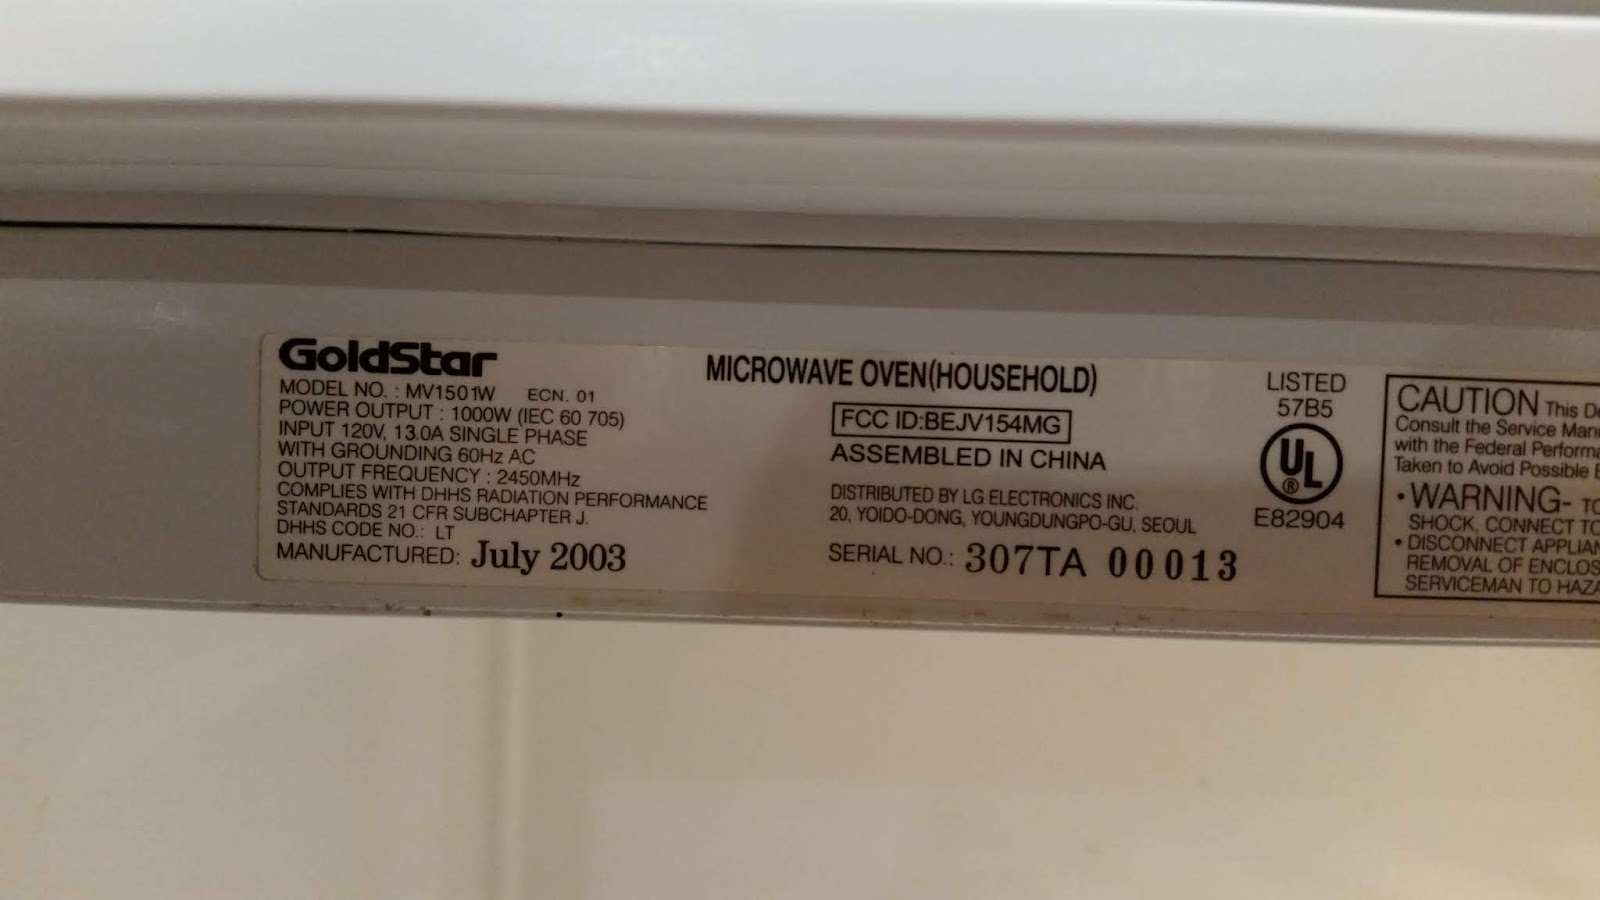 GoldStar
MODEL NO. : MV1501W ECN. 01
POWER OUTPUT : 1000W (IEC 60 705)
INPUT 120V, 13.0A SINGLE PHASE
WITH GROUNDING 60Hz AC
OUTPUT FREQUENCY : 2450MHz
COMPLIES WITH DHHS RADIATION PERFORMANCE
STANDARDS 21 CFR SUBCHAPTER J.
DHHS CODE NO.: LT
MANUFACTURED: July 2003
MICROWAVE OVEN(HOUSEHOLD)
FCC ID:BEJV154MG
ASSEMBLED IN CHINA
DISTRIBUTED BY LG ELECTRONICS INC.
20, YOIDO-DONG, YOUNGDUNGPO-GU, SEOUL
SERIAL NO.: 307TA 00013
LISTED
57B5
UL
®
E82904
CAUTION This
Consult the Service
with the Federal
Taken to Avoid Possible
• WARNING-
SHOCK, CONNECT
• DISCONNECT
REMOVAL OF
SERVICEMAN TO